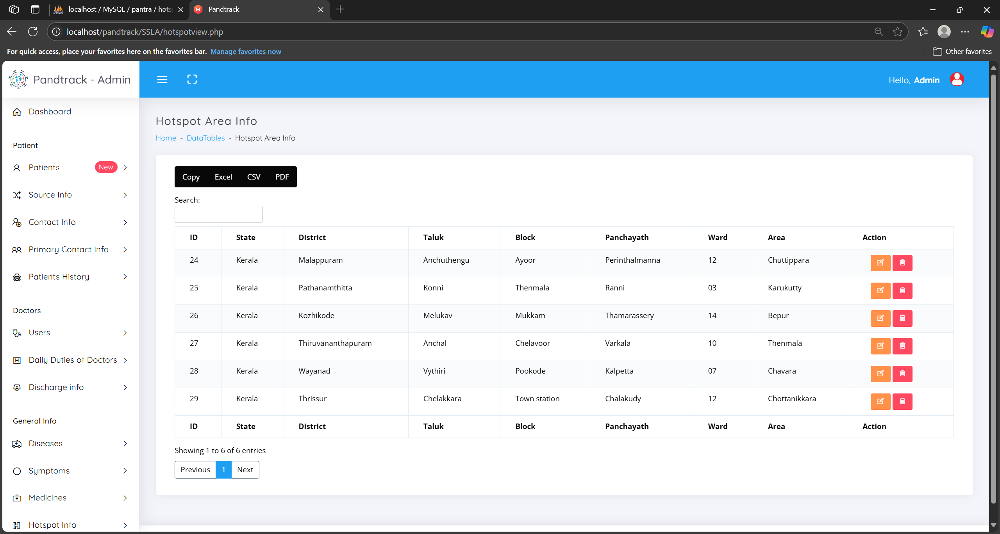 localhost / MySQL / pantra / hots
Pandtrack
localhost/pandtrack/SSLA/hotspotview.php
For quick access, place your favorites here on the favorites bar. Manage favorites now
Other favorites
Pandtrack - Admin
Hello, Admin
Dashboard
Patient
Patients New
Source Info
Contact Info
Primary Contact Info
Patients History
Doctors
Users
Daily Duties of Doctors
Discharge info
General Info
Diseases
Symptoms
Medicines
Hotspot Info
Hotspot Area Info
Home - DataTables - Hotspot Area Info
Copy Excel CSV PDF
Search:
ID State District Taluk Block Panchayath Ward Area Action
24 Kerala Malappuram Anchuthengu Ayoor Perinthalmanna 12 Chuttippara
25 Kerala Pathanamthitta Konni Thenmala Ranni 03 Karukutty
26 Kerala Kozhikode Melukav Mukkam Thamarassery 14 Bepur
27 Kerala Thiruvananthapuram Anchal Chelavoor Varkala 10 Thenmala
28 Kerala Wayanad Vythiri Pookode Kalpetta 07 Chavara
29 Kerala Thrissur Chelakkara Town station Chalakudy 12 Chottanikkara
ID State District Taluk Block Panchayath Ward Area Action
Showing 1 to 6 of 6 entries
Previous 1 Next